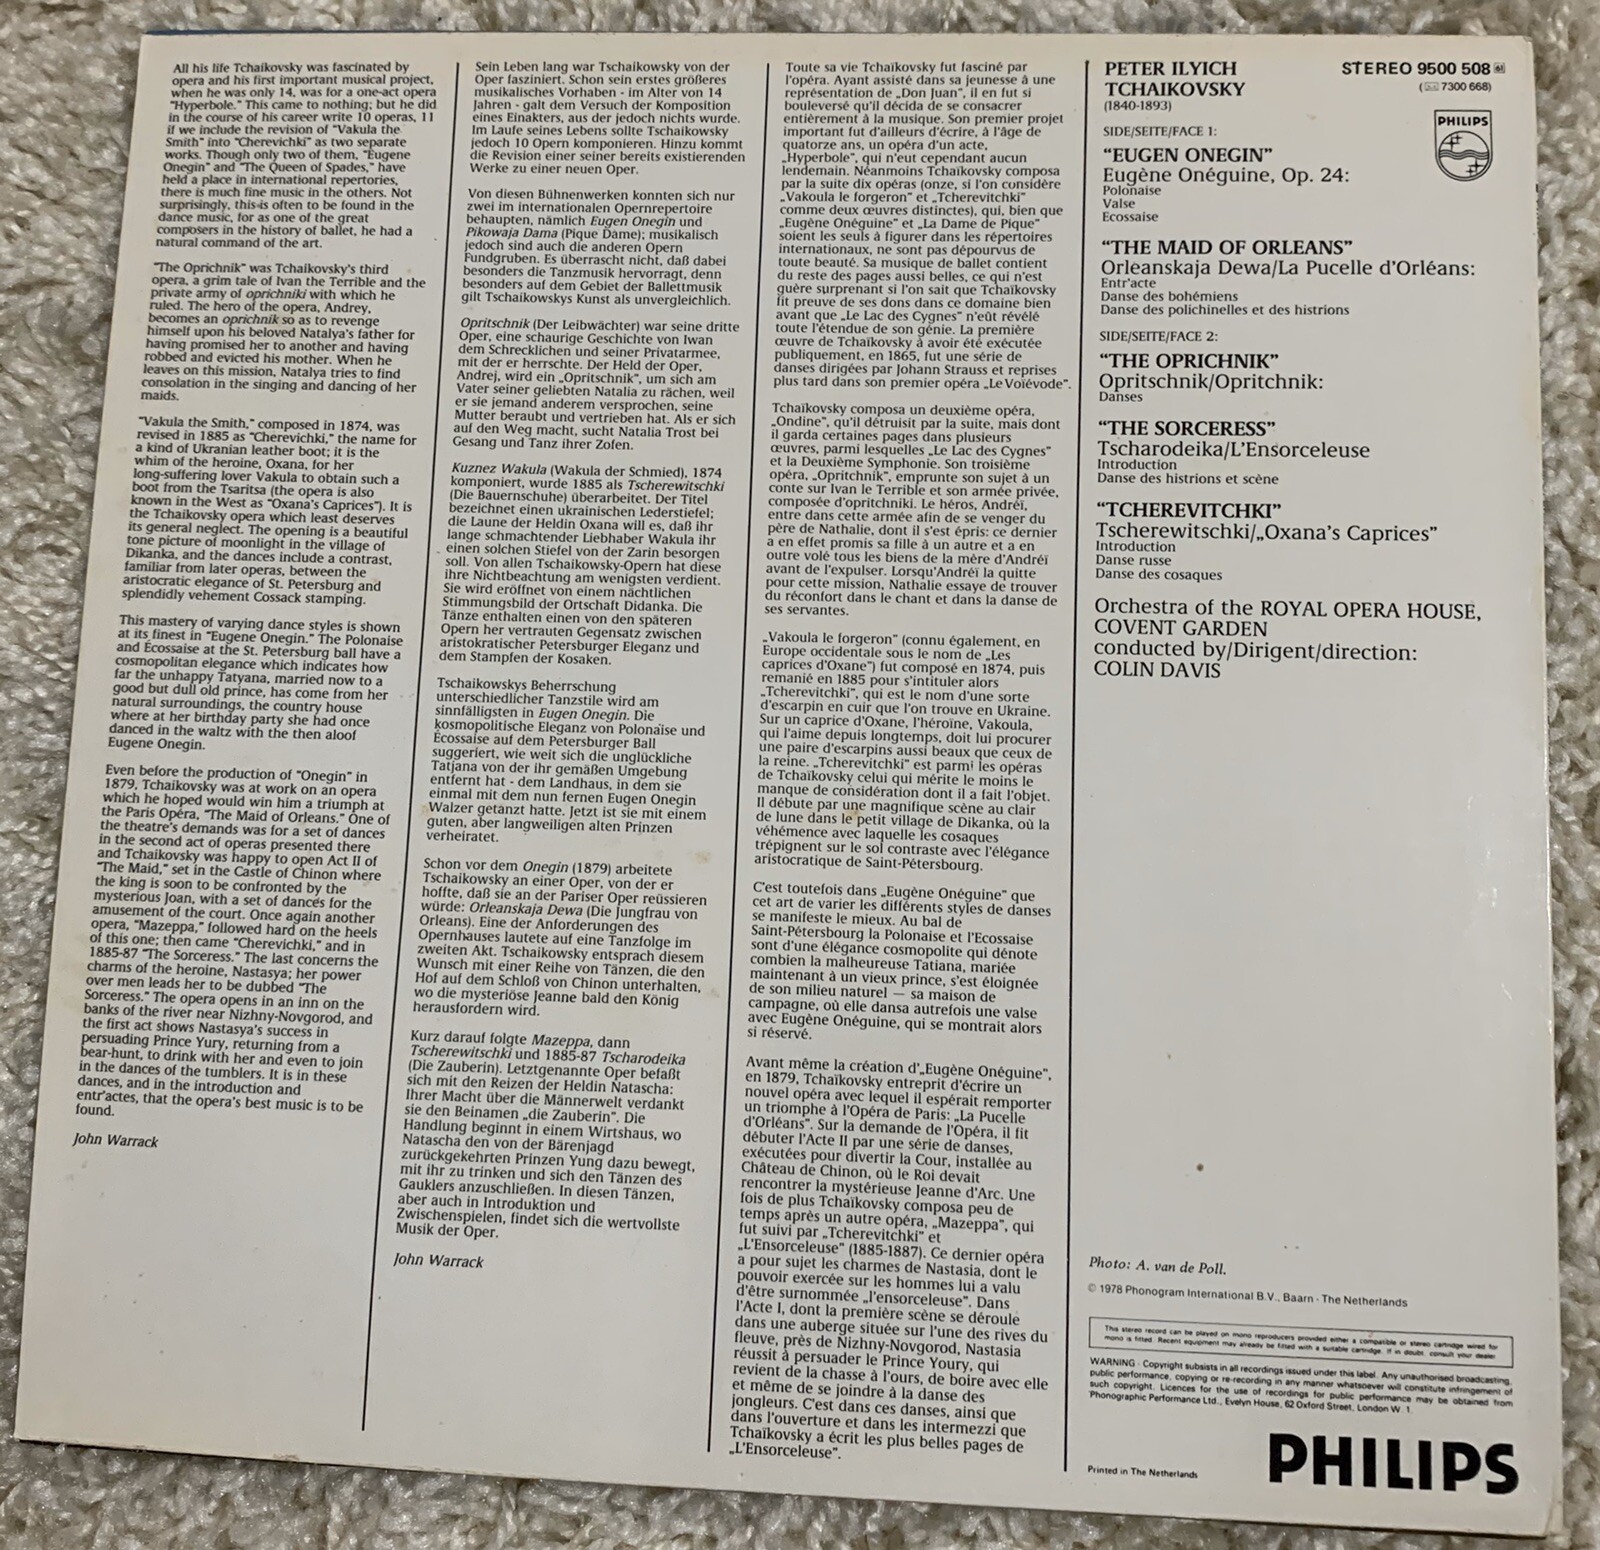 All his life Tchaikovsky was fascinated by
opera and his first important musical project,
when he was only 14, was for a one-act opera
"Hyperbole." This came to nothing; but he did
in the course of his career write 10 operas, 11
if we include the revision of "Vakula the
Smith" into "Cherevichki" as two separate
works. Though only two of them, "Eugene
Onegin" and "The Queen of Spades," have
held a place in international repertories,
there is much fine music in the others. Not
surprisingly, this is often to be found in the
dance music, for as one of the great
composers in the history of ballet, he had a
natural command of the art.
"The Oprichnik" was Tchaikovsky's third
opera, a grim tale of Ivan the Terrible and the
private army of oprichniki with which he
ruled. The hero of the opera, Andrey,
becomes an oprichnik so as to revenge
himself upon his beloved Natalya's father for
having promised her to another and having
robbed and evicted his mother. When he
leaves on this mission, Natalya tries to find
consolation in the singing and dancing of her
maids.
"Vakula the Smith," composed in 1874, was
revised in 1885 as "Cherevichki," the name for
a kind of Ukranian leather boot; it is the
whim of the heroine, Oxana, for her
long-suffering lover Vakula to obtain such a
boot from the Tsaritsa (the opera is also
known in the West as "Oxana's Caprices"). It is
the Tchaikovsky opera which least deserves
its general neglect. The opening is a beautiful
tone picture of moonlight in the village of
Dikanka, and the dances include a contrast,
familiar from later operas, between the
aristocratic elegance of St. Petersburg and
splendidly vehement Cossack stamping.
This mastery of varying dance styles is shown
at its finest in "Eugene Onegin." The Polonaise
and Ecossaise at the St. Petersburg ball have a
cosmopolitan elegance which indicates how
far the unhappy Tatyana, married now to a
good but dull old prince, has come from her
natural surroundings, the country house
where at her birthday party she had once
danced in the waltz with the then aloof
Eugene Onegin.
Even before the production of "Onegin" in
1879, Tchaikovsky was at work on an opera
which he hoped would win him a triumph at
the Paris Opéra, "The Maid of Orleans." One of
the theatre's demands was for a set of dances
in the second act of operas presented there
and Tchaikovsky was happy to open Act II of
"The Maid," set in the Castle of Chinon where
the king is soon to be confronted by the
mysterious Joan, with a set of dances for the
amusement of the court. Once again another
opera, "Mazeppa," followed hard on the heels
of this one; then came "Cherevichki," and in
1885-87 "The Sorceress." The last concerns the
charms of the heroine, Nastasya; her power
over men leads her to be dubbed "The
Sorceress." The opera opens in an inn on the
banks of the river near Nizhny-Novgorod, and
the first act shows Nastasya's success in
persuading Prince Yury, returning from a
bear-hunt, to drink with her and even to join
in the dances of the tumblers. It is in these
dances, and in the introduction and
entr'actes, that the opera's best music is to be
found.
John Warrack
Sein Leben lang war Tschaikowsky von der
Oper fasziniert. Schon sein erstes größeres
musikalisches Vorhaben - im Alter von 14
Jahren - galt dem Versuch der Komposition
eines Einakters, aus der jedoch nichts wurde.
Im Laufe seines Lebens sollte Tschaikowsky
jedoch 10 Opern komponieren. Hinzu kommt
die Revision einer seiner bereits existierenden
Werke zu einer neuen Oper.
Von diesen Bühnenwerken konnten sich nur
zwei im internationalen Opernrepertoire
behaupten, nämlich Eugen Onegin und
Pikowaja Dama (Pique Dame); musikalisch
jedoch sind auch die anderen Opern
Fundgruben. Es überrascht nicht, daß dabei
besonders die Tanzmusik hervorragt, denn
besonders auf dem Gebiet der Ballettmusik
gilt Tschaikowskys Kunst als unvergleichlich.
Opritschnik (Der Leibwächter) war seine dritte
Oper, eine schaurige Geschichte von Iwan
dem Schrecklichen und seiner Privatarmee,
mit der er herrschte. Der Held der Oper,
Andrej, wird ein „Opritschnik", um sich am
Vater seiner geliebten Natalia zu rächen, weil
er sie jemand anderem versprochen, seine
Mutter beraubt und vertrieben hat. Als er sich
auf den Weg macht, sucht Natalia Trost bei
Gesang und Tanz ihrer Zofen.
Kuznez Wakula (Wakula der Schmied), 1874
komponiert, wurde 1885 als Tscherewitschki
(Die Bauernschuhe) überarbeitet. Der Titel
bezeichnet einen ukrainischen Lederstiefel;
die Laune der Heldin Oxana will es, daß ihr
lange schmachtender Liebhaber Wakula ihr
einen solchen Stiefel von der Zarin besorgen
soll. Von allen Tschaikowsky-Opern hat diese
ihre Nichtbeachtung am wenigsten verdient.
Sie wird eröffnet von einem nächtlichen
Stimmungsbild der Ortschaft Didanka. Die
Tänze enthalten einen von den späteren
Opern her vertrauten Gegensatz zwischen
aristokratischer Petersburger Eleganz und
dem Stampfen der Kosaken.
Tschaikowskys Beherrschung
unterschiedlicher Tanzstile wird am
sinnfälligsten in Eugen Onegin. Die
kosmopolitische Eleganz von Polonaise und
Ecossaise auf dem Petersburger Ball
suggeriert, wie weit sich die unglückliche
Tatjana von der ihr gemäßen Umgebung
entfernt hat - dem Landhaus, in dem sie
einmal mit dem nun fernen Eugen Onegin
Walzer getanzt hatte. Jetzt ist sie mit einem
guten, aber langweiligen alten Prinzen
verheiratet.
Schon vor dem Onegin (1879) arbeitete
Tschaikowsky an einer Oper, von der er
hoffte, daß sie an der Pariser Oper reüssieren
würde: Orleanskaja Dewa (Die Jungfrau von
Orleans). Eine der Anforderungen des
Opernhauses lautete auf eine Tanzfolge im
zweiten Akt. Tschaikowsky entsprach diesem
Wunsch mit einer Reihe von Tänzen, die den
Hof auf dem Schloß von Chinon unterhalten,
wo die mysteriöse Jeanne bald den König
herausfordern wird.
Kurz darauf folgte Mazeppa, dann
Tscherewitschki und 1885-87 Tscharodeika
(Die Zauberin). Letztgenannte Oper befaßt
sich mit den Reizen der Heldin Natascha:
Ihrer Macht über die Männerwelt verdankt
sie den Beinamen „die Zauberin". Die
Handlung beginnt in einem Wirtshaus, wo
Natascha den von der Bärenjagd
zurückgekehrten Prinzen Yung dazu bewegt,
mit ihr zu trinken und sich den Tänzen des
Gauklers anzuschließen. In diesen Tänzen,
aber auch in Introduktion und
Zwischenspielen, findet sich die wertvollste
Musik der Oper.
John Warrack
Toute sa vie Tchaïkovsky fut fasciné par
l'opéra. Ayant assisté dans sa jeunesse à une
représentation de „Don Juan", il en fut si
bouleversé qu'il décida de se consacrer
entièrement à la musique. Son premier projet
important fut d'ailleurs d'écrire, à l'âge de
quatorze ans, un opéra d'un acte,
„Hyperbole", qui n'eut cependant aucun
lendemain. Néanmoins Tchaïkovsky composa
par la suite dix opéras (onze, si l'on considère
„Vakoula le forgeron" et „Tcherevitchki"
comme deux œuvres distinctes), qui, bien que
„Eugène Onéguine" et „La Dame de Pique"
soient les seuls à figurer dans les répertoires
internationaux, ne sont pas dépourvus de
toute beauté. Sa musique de ballet contient
du reste des pages aussi belles, ce qui n'est
guère surprenant si l'on sait que Tchaïkovsky
fit preuve de ses dons dans ce domaine bien
avant que „Le Lac des Cygnes" n'eût révélé
toute l'étendue de son génie. La première
œuvre de Tchaïkovsky à avoir été exécutée
publiquement, en 1865, fut une série de
danses dirigées par Johann Strauss et reprises
plus tard dans son premier opéra „Le Voïévode".
Tchaïkovsky composa un deuxième opéra,
„Ondine", qu'il détruisit par la suite, mais dont
il garda certaines pages dans plusieurs
œuvres, parmi lesquelles „Le Lac des Cygnes"
et la Deuxième Symphonie. Son troisième
opéra, „Opritchnik", emprunte son sujet à un
conte sur Ivan le Terrible et son armée privée,
composée d'opritchniki. Le héros, Andréï,
entre dans cette armée afin de se venger du
père de Nathalie, dont il s'est épris: ce dernier
a en effet promis sa fille à un autre et a en
outre volé tous les biens de la mère d'Andréï
avant de l'expulser. Lorsqu'Andréï la quitte
pour cette mission, Nathalie essaye de trouver
du réconfort dans le chant et dans la danse de
ses servantes.
„Vakoula le forgeron" (connu également, en
Europe occidentale sous le nom de „Les
caprices d'Oxane") fut composé en 1874, puis
remanié en 1885 pour s'intituler alors
„Tcherevitchki", qui est le nom d'une sorte
d'escarpin en cuir que l'on trouve en Ukraine.
Sur un caprice d'Oxane, l'héroïne, Vakoula,
qui l'aime depuis longtemps, doit lui procurer
une paire d'escarpins aussi beaux que ceux de
la reine. „Tcherevitchki" est parmi les opéras
de Tchaïkovsky celui qui mérite le moins le
manque de considération dont il a fait l'objet.
Il débute par une magnifique scène au clair
de lune dans le petit village de Dikanka, où la
véhémence avec laquelle les cosaques
trépignent sur le sol contraste avec l'élégance
aristocratique de Saint-Pétersbourg.
C'est toutefois dans „Eugène Onéguine" que
cet art de varier les différents styles de danses
se manifeste le mieux. Au bal de
Saint-Pétersbourg la Polonaise et l'Ecossaise
sont d'une élégance cosmopolite qui dénote
combien la malheureuse Tatiana, mariée
maintenant à un vieux prince, s'est éloignée
de son milieu naturel — sa maison de
campagne, où elle dansa autrefois une valse
avec Eugène Onéguine, qui se montrait alors
si réservé.
Avant même la création d'„Eugène Onéguine",
en 1879, Tchaïkovsky entreprit d'écrire un
nouvel opéra avec lequel il espérait remporter
un triomphe à l'Opéra de Paris: „La Pucelle
d'Orléans". Sur la demande de l'Opéra, il fit
débuter l'Acte II par une série de danses,
exécutées pour divertir la Cour, installée au
Château de Chinon, où le Roi devait
rencontrer la mystérieuse Jeanne d'Arc. Une
fois de plus Tchaïkovsky composa peu de
temps après un autre opéra, „Mazeppa", qui
fut suivi par „Tcherevitchki" et
„L'Ensorceleuse" (1885-1887). Ce dernier opéra
a pour sujet les charmes de Nastasia, dont le
pouvoir exercée sur les hommes lui a valu
d'être surnommée „l'ensorceleuse". Dans
l'Acte I, dont la première scène se déroule
dans une auberge située sur l'une des rives du
fleuve, près de Nizhny-Novgorod, Nastasia
réussit à persuader le Prince Youry, qui
revient de la chasse à l'ours, de boire avec elle
et même de se joindre à la danse des
jongleurs. C'est dans ces danses, ainsi que
dans l'ouverture et dans les intermezzi que
Tchaïkovsky a écrit les plus belles pages de
„L'Ensorceleuse".
PETER ILYICH
TCHAIKOVSKY
(1840-1893)
STEREO 9500 508
(7300 668)
PHILIPS
SIDE/SEITE/FACE 1:
"EUGEN ONEGIN"
Eugène Onéguine, Op. 24:
Polonaise
Valse
Ecossaise
"THE MAID OF ORLEANS"
Orleanskaja Dewa/La Pucelle d'Orléans:
Entr'acte
Danse des bohémiens
Danse des polichinelles et des histrions
SIDE/SEITE/FACE 2:
"THE OPRICHNIK"
Opritschnik/Opritchnik:
Danses
"THE SORCERESS"
Tscharodeika/L'Ensorceleuse
Introduction
Danse des histrions et scène
"TCHEREVITCHKI"
Tscherewitschki/„Oxana's Caprices"
Introduction
Danse russe
Danse des cosaques
Orchestra of the ROYAL OPERA HOUSE,
COVENT GARDEN
conducted by/Dirigent/direction:
COLIN DAVIS
Photo: A. van de Poll.
© 1978 Phonogram International B.V., Baarn - The Netherlands
This stereo record can be played on mono reproducers provided either a compatible or stereo cartridge wired for
mono is fitted. Recent equipment may already be fitted with a suitable cartridge. If in doubt, consult your dealer
WARNING - Copyright subsists in all recordings issued under this label. Any unauthorised broadcasting,
public performance, copying or re-recording in any manner whatsoever will constitute infringement of
such copyright. Licences for the use of recordings for public performance may be obtained from
Phonographic Performance Ltd., Evelyn House, 62 Oxford Street, London W. 1.
Printed in The Netherlands
PHILIPS